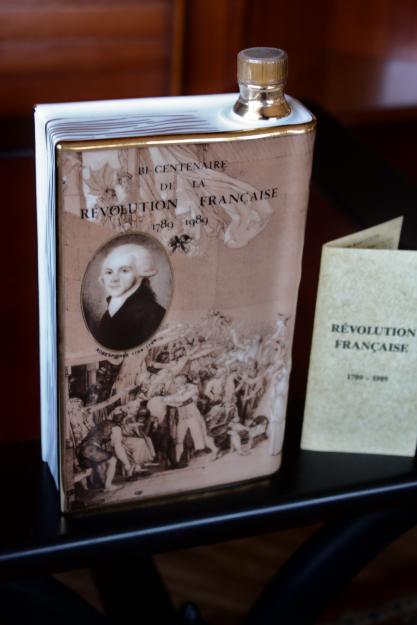 BI-CENTENAIRE
DE LA
RÉVOLUTION FRANÇAISE
1789 1989
RÉVOLUTION
FRANÇAISE
1789 - 1989